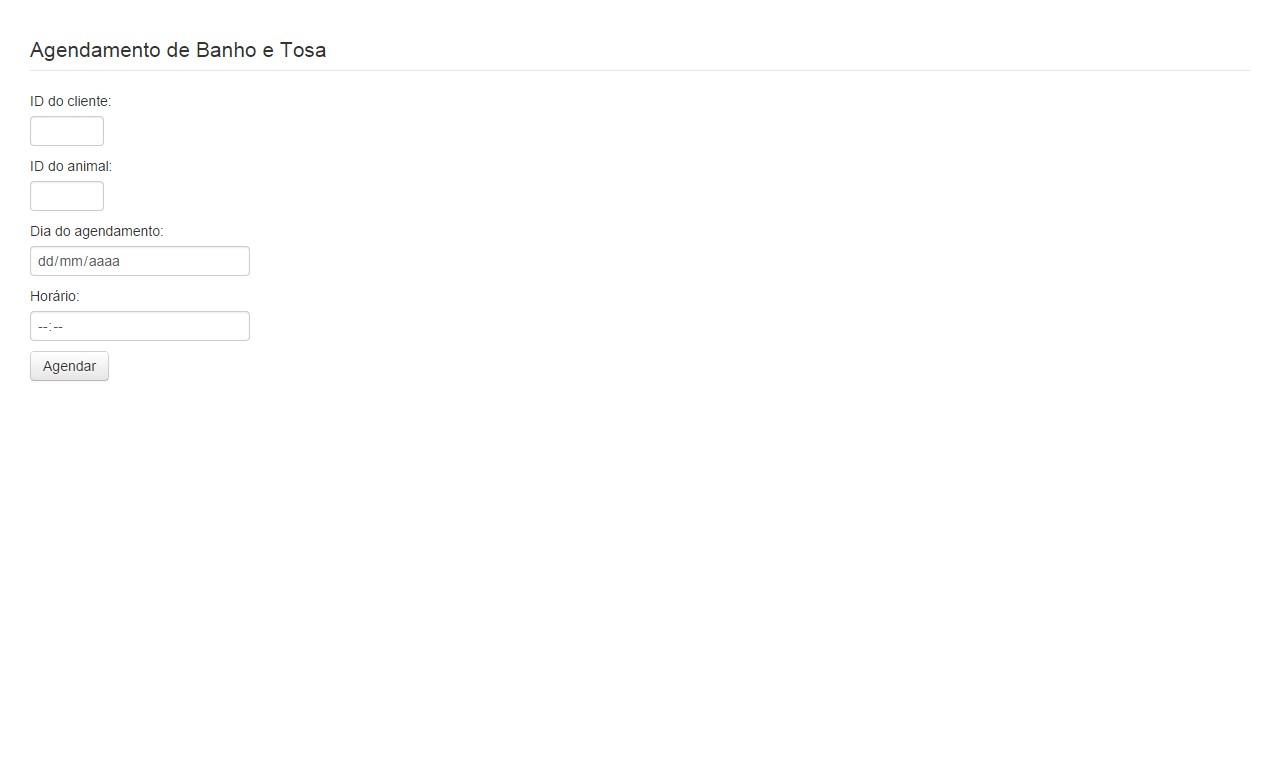 Agendamento de Banho e Tosa
ID do cliente:
ID do animal:
Dia do agendamento:
dd/mm/aaaa
Horário:
--:--
Agendar